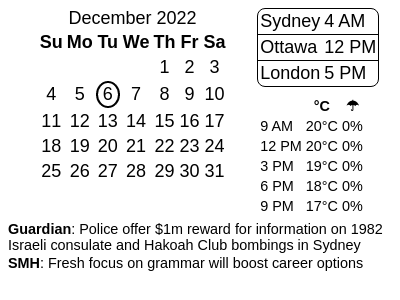 December 2022
Su Mo Tu We Th Fr Sa
1 2 3
4 5 6 7 8 9 10
11 12 13 14 15 16 17
18 19 20 21 22 23 24
25 26 27 28 29 30 31
Sydney 4 AM
Ottawa 12 PM
London 5 PM
°C ☂
9 AM 20°C 0%
12 PM 20°C 0%
3 PM 19°C 0%
6 PM 18°C 0%
9 PM 17°C 0%
Guardian: Police offer $1m reward for information on 1982
Israeli consulate and Hakoah Club bombings in Sydney
SMH: Fresh focus on grammar will boost career options